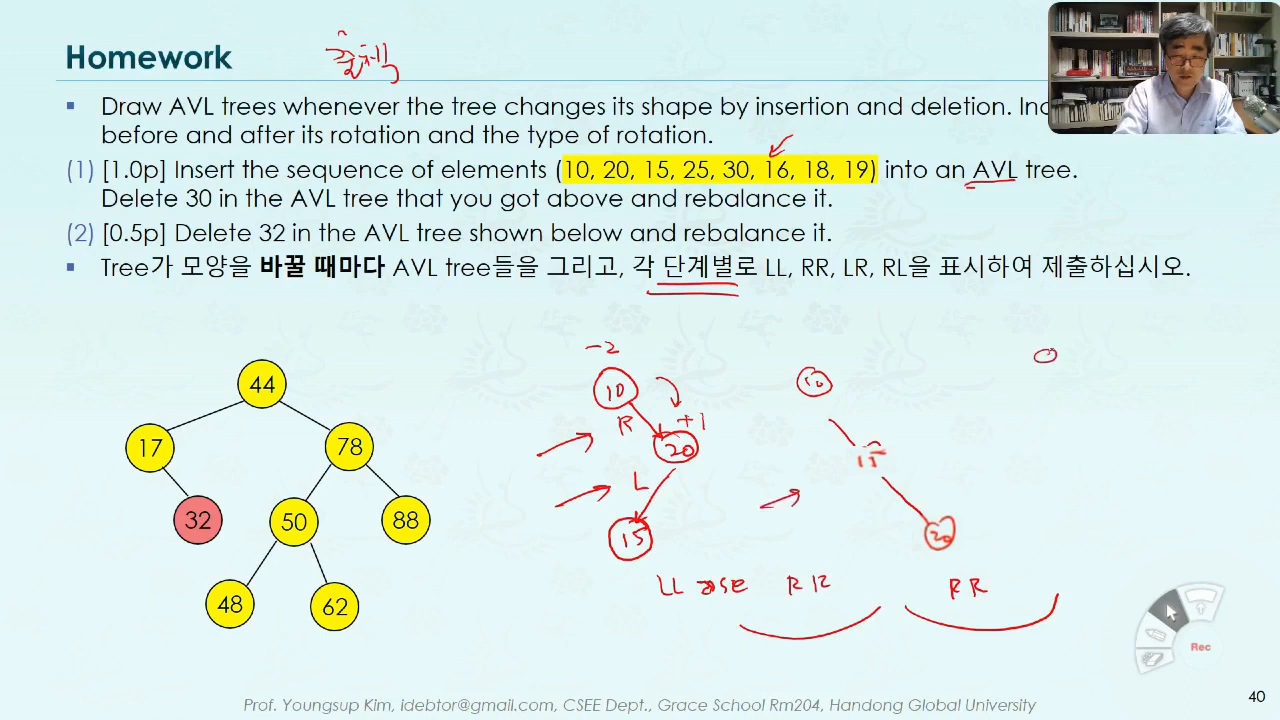 Homework
Draw AVL trees whenever the tree changes its shape by insertion and deletion.
before and after its rotation and the type of rotation.
(1) [1.0p] Insert the sequence of elements (10, 20, 15, 25, 30, 16, 18, 19) into an AVL tree.
Delete 30 in the AVL tree that you got above and rebalance it.
(2) [0.5p] Delete 32 in the AVL tree shown below and rebalance it.
Tree가 모양을 바꿀 때마다 AVL tree들을 그리고, 각 단계별로 LL, RR, LR, RL을 표시하여 제출하십시오.
44
17 78
32 50 88
48 62
-2
10
R +1
20
L
15
10
15
20
LL RR
Rec
Prof. Youngsup Kim, idebtor@gmail.com, CSEE Dept., Grace School Rm204, Handong Global University
40